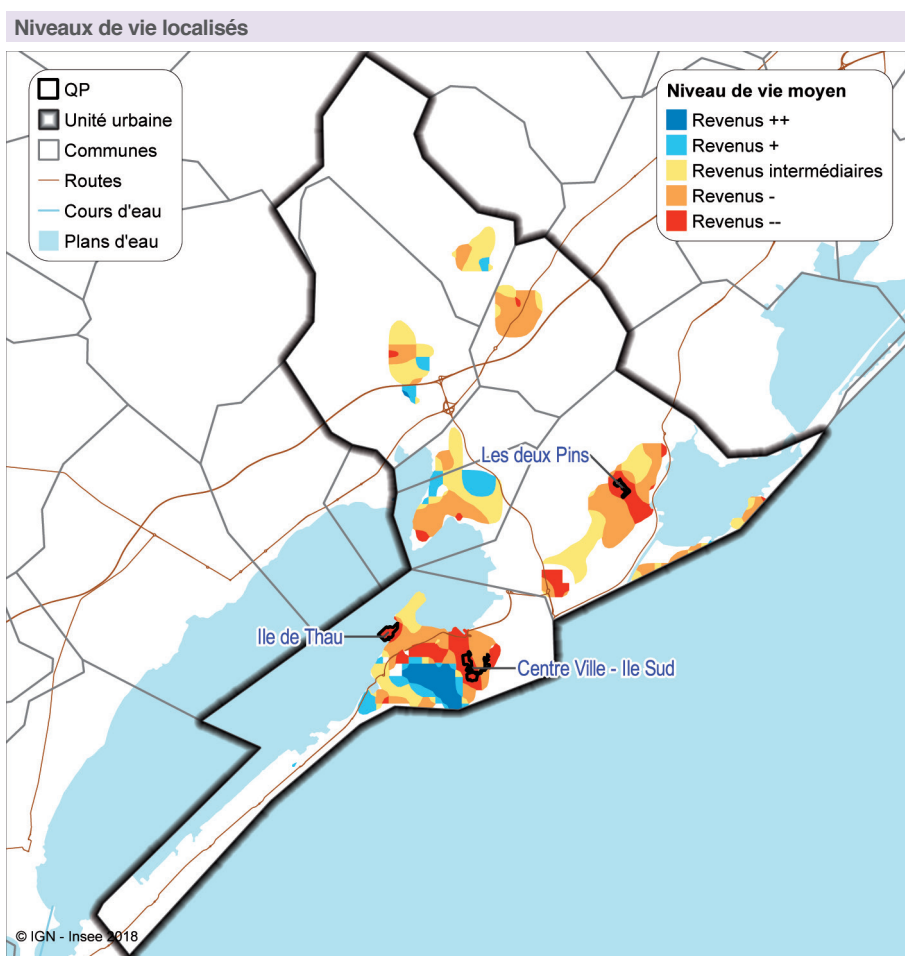 Niveaux de vie localisés
QP
Unité urbaine
Communes
Routes
Cours d'eau
Plans d'eau
Niveau de vie moyen
Revenus ++
Revenus +
Revenus intermédiaires
Revenus -
Revenus --
Les deux Pins
Ile de Thau
Centre Ville - Ile Sud
© IGN - Insee 2018